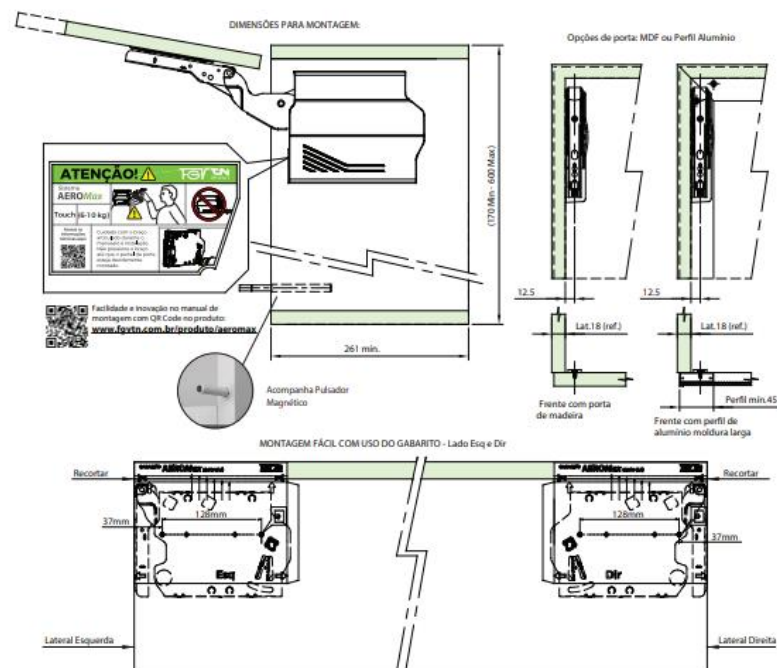 DIMENSÕES PARA MONTAGEM:
Opções de porta: MDF ou Perfil Alumínio
(170 Min - 600 Max)
ATENÇÃO!
FGVTN
Sistema
AEROMax
Touch (6-10 kg)
12.5
12.5
Lat.18 (ref.)
Lat.18 (ref.)
Facilidade e Inovação no manual de
montagem com QR Code no produto:
www.fgvtn.com.br/produto/aeromax
261 min.
Acompanha Pulsador
Magnético
Frente com porta
de madeira
Perfil min.45
Frente com perfil de
alumínio moldura larga
MONTAGEM FÁCIL COM USO DO GABARITO - Lado Esq e Dir
Recortar
AEROMax
AEROMax
Recortar
37mm
128mm
128mm
37mm
Esq
Dir
Lateral Esquerda
Lateral Direita